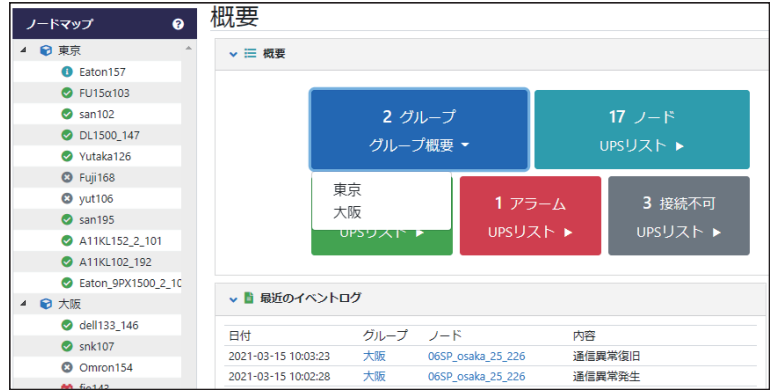 ノードマップ
概要
東京
Eaton157
FU15α103
san102
DL1500_147
Yutaka126
Fuji168
yut106
san195
A11KL152_2_101
A11KL102_192
Eaton_9PX1500_2_10
大阪
dell133_146
snk107
Omron154
概要
2 グループ
グループ概要
17 ノード
UPSリスト
東京
大阪
UPSリスト
1 アラーム
UPSリスト
3 接続不可
UPSリスト
最近のイベントログ
日付 グループ ノード 内容
2021-03-15 10:03:23 大阪 06SP_osaka_25_226 通信異常復旧
2021-03-15 10:02:28 大阪 06SP_osaka_25_226 通信異常発生